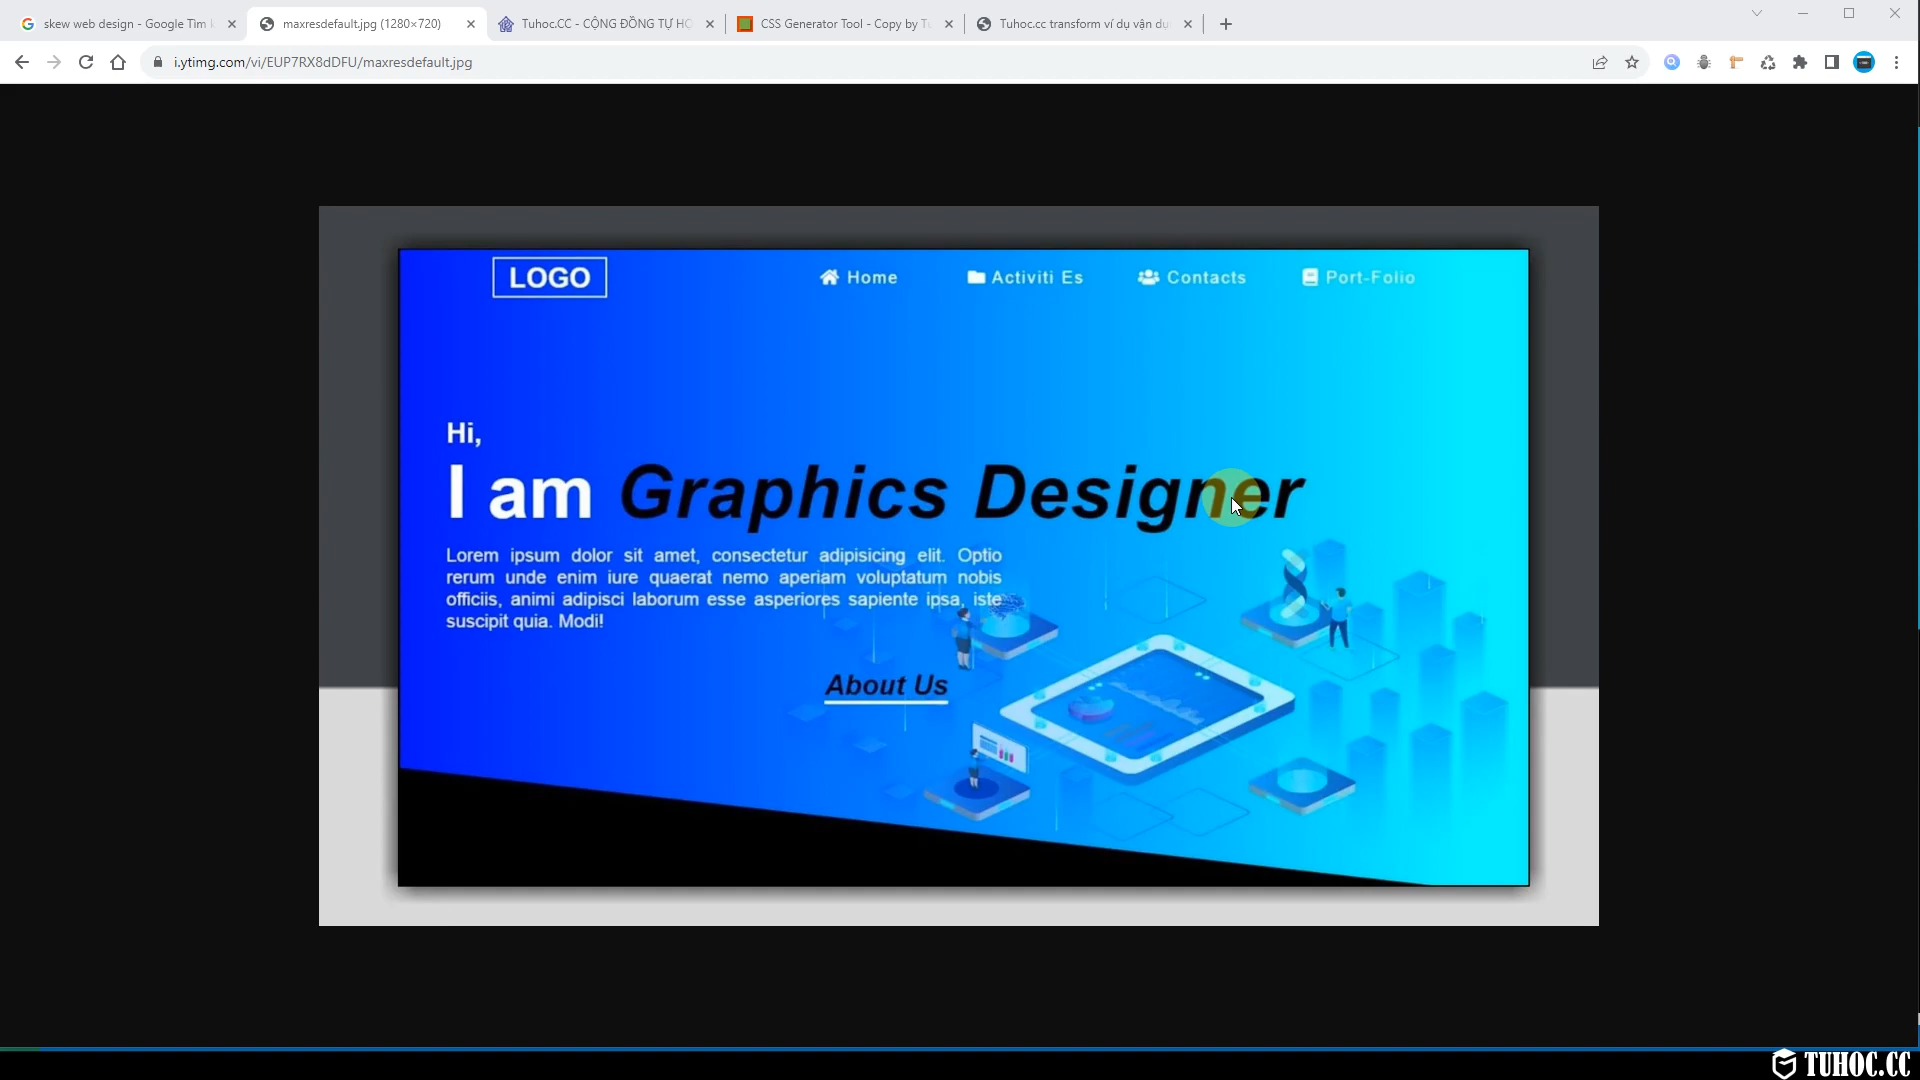 skew web design - Google Tìm k
maxresdefault.jpg (1280×720)
Tuhoc.CC - CỘNG ĐỒNG TỰ HỌ
CSS Generator Tool - Copy by Tu
Tuhoc.cc transform ví dụ vận dụ
i.ytimg.com/vi/EUP7RX8dDFU/maxresdefault.jpg
LOGO
Home
Activiti Es
Contacts
Port-Folio
Hi,
I am Graphics Designer
Lorem ipsum dolor sit amet, consectetur adipisicing elit. Optio
rerum unde enim iure quaerat nemo aperiam voluptatum nobis
officiis, animi adipisci laborum esse asperiores sapiente ipsa, iste
suscipit quia. Modi!
About Us
TUHOC.CC